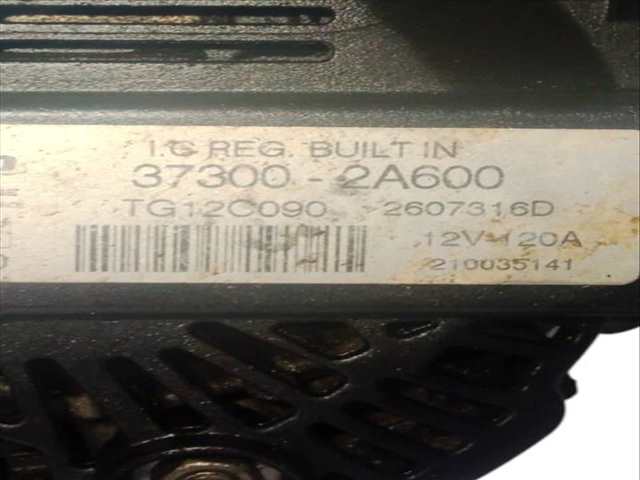 I.C REG. BUILT IN
37300-2A600
TG12C090 2607316D
12V 120A
210035141